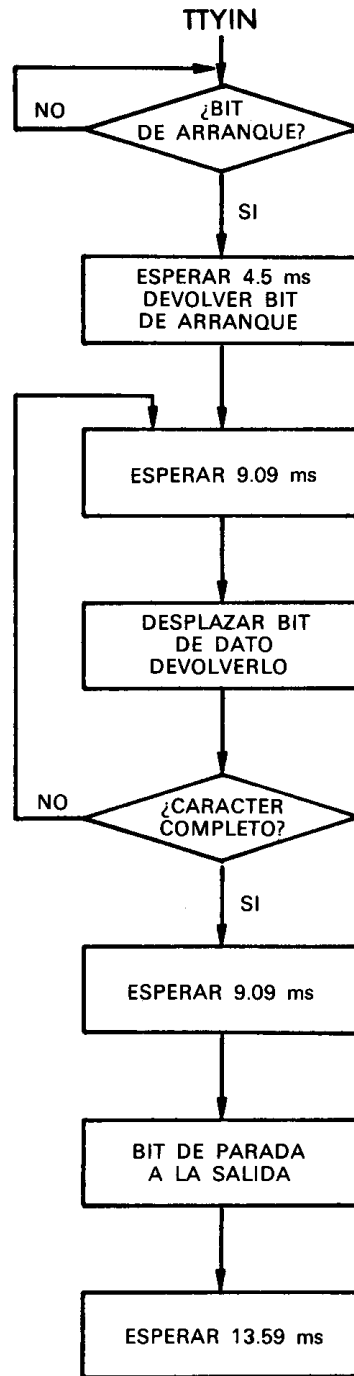 TTYIN
¿BIT
DE ARRANQUE?
NO
SI
ESPERAR 4.5 ms
DEVOLVER BIT
DE ARRANQUE
ESPERAR 9.09 ms
DESPLAZAR BIT
DE DATO
DEVOLVERLO
NO
¿CARACTER
COMPLETO?
SI
ESPERAR 9.09 ms
BIT DE PARADA
A LA SALIDA
ESPERAR 13.59 ms